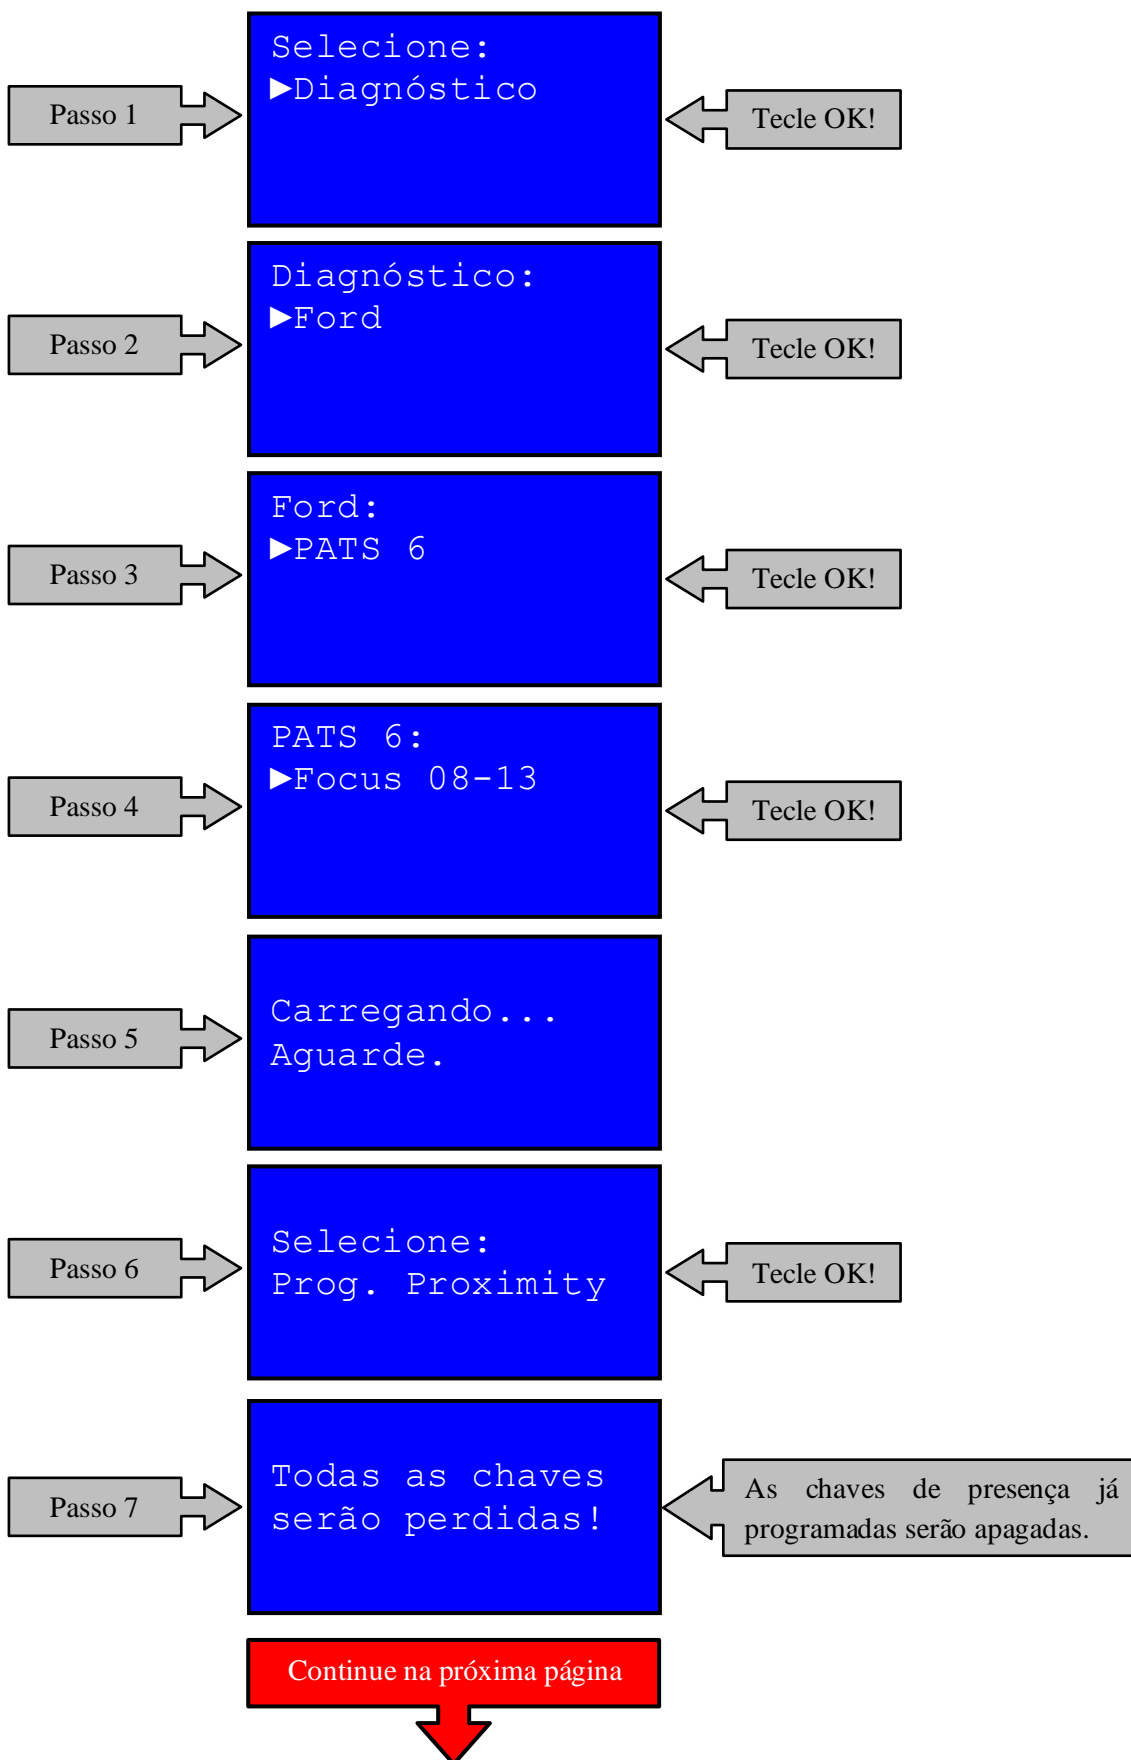 Selecione:
►Diagnóstico
Passo 1
Tecle OK!
Diagnóstico:
►Ford
Passo 2
Tecle OK!
Ford:
►PATS 6
Passo 3
Tecle OK!
PATS 6:
►Focus 08-13
Passo 4
Tecle OK!
Carregando...
Aguarde.
Passo 5
Selecione:
Prog. Proximity
Passo 6
Tecle OK!
Todas as chaves
serão perdidas!
Passo 7
As chaves de presença já
programadas serão apagadas.
Continue na próxima página